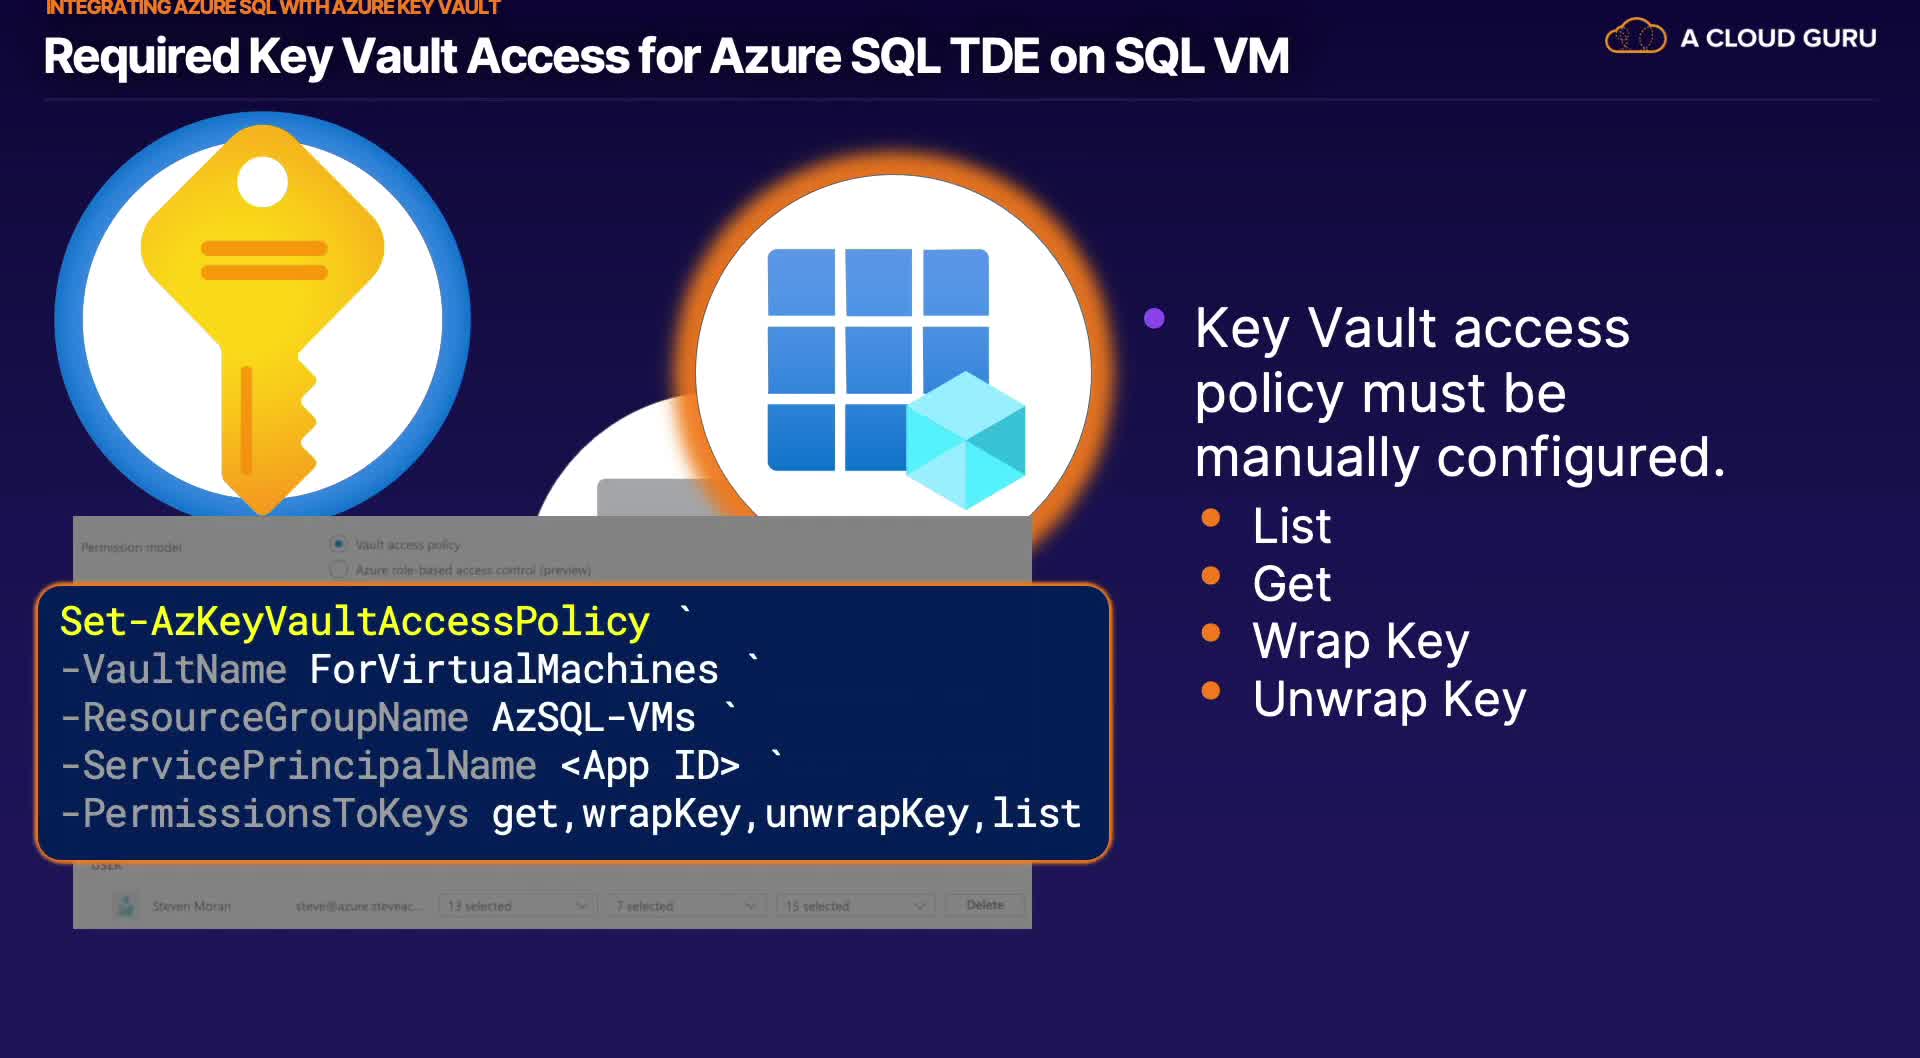 INTEGRATING AZURE SQL WITH AZURE KEY VAULT
Required Key Vault Access for Azure SQL TDE on SQL VM
A CLOUD GURU
Key Vault access
policy must be
manually configured.
List
Get
Wrap Key
Unwrap Key
Permission model
Vault access policy
Azure role-based access control (preview)
Set-AzKeyVaultAccessPolicy `
-VaultName ForVirtualMachines `
-ResourceGroupName AzSQL-VMs `
-ServicePrincipalName <App ID> `
-PermissionsToKeys get,wrapKey,unwrapKey,list
USER
Steven Moran steve@azure.steveac... 13 selected 7 selected 15 selected Delete